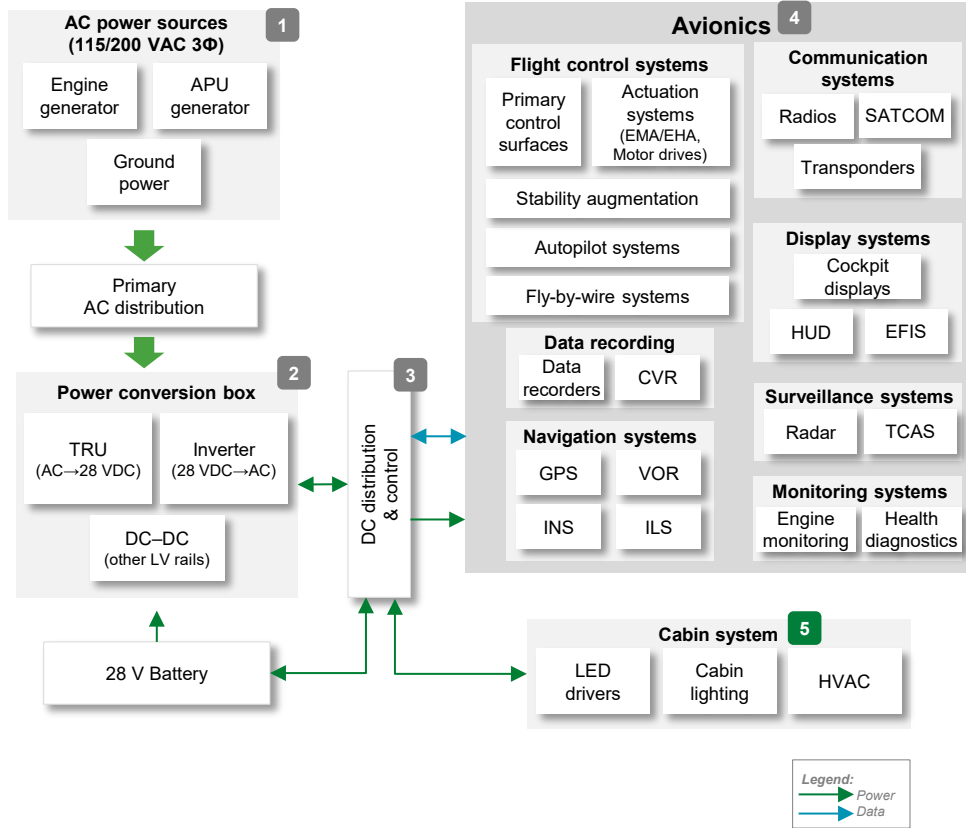 AC power sources
(115/200 VAC 3Φ)
1
Engine
generator
APU
generator
Ground
power
Primary
AC distribution
Power conversion box
2
TRU
(AC→28 VDC)
Inverter
(28 VDC→AC)
DC–DC
(other LV rails)
28 V Battery
3
DC distribution
& control
Avionics
4
Flight control systems
Primary
control
surfaces
Actuation
systems
(EMA/EHA,
Motor drives)
Stability augmentation
Autopilot systems
Fly-by-wire systems
Data recording
Data
recorders
CVR
Navigation systems
GPS
VOR
INS
ILS
Communication
systems
Radios
SATCOM
Transponders
Display systems
Cockpit
displays
HUD
EFIS
Surveillance systems
Radar
TCAS
Monitoring systems
Engine
monitoring
Health
diagnostics
Cabin system
5
LED
drivers
Cabin
lighting
HVAC
Legend:
Power
Data